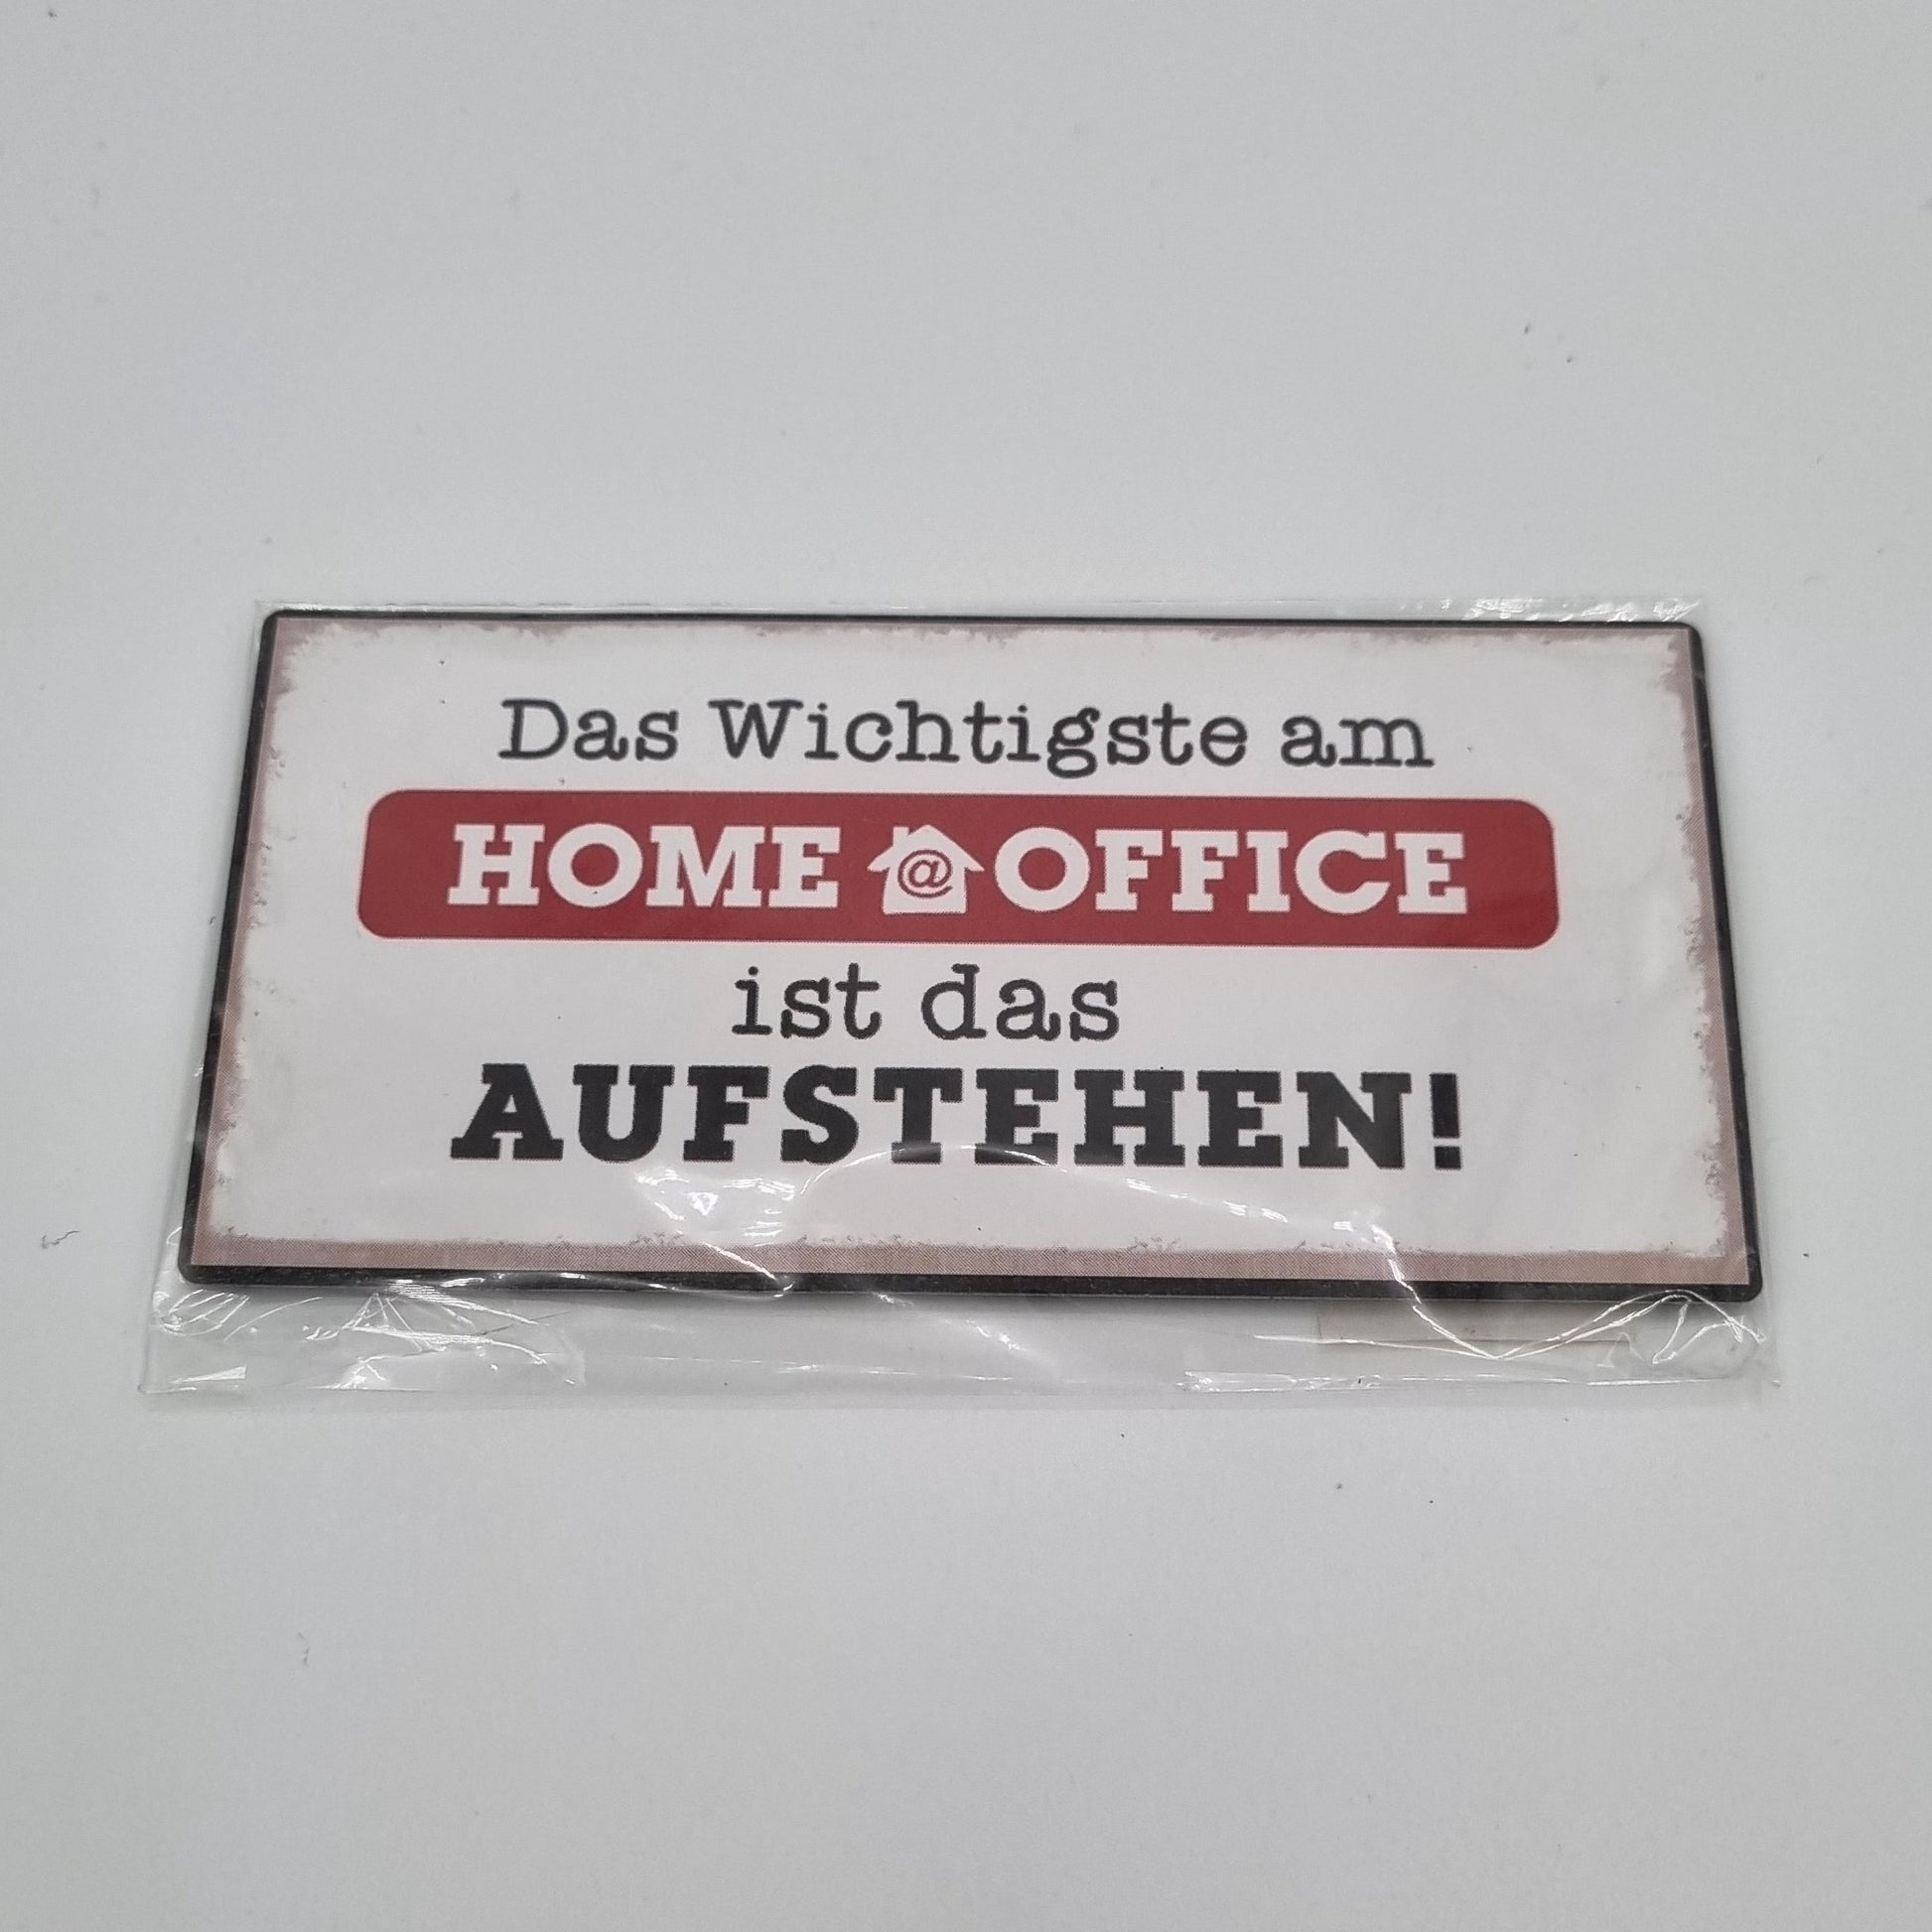 Das Wichtigste am
HOME @ OFFICE
ist das
AUFSTEHEN!